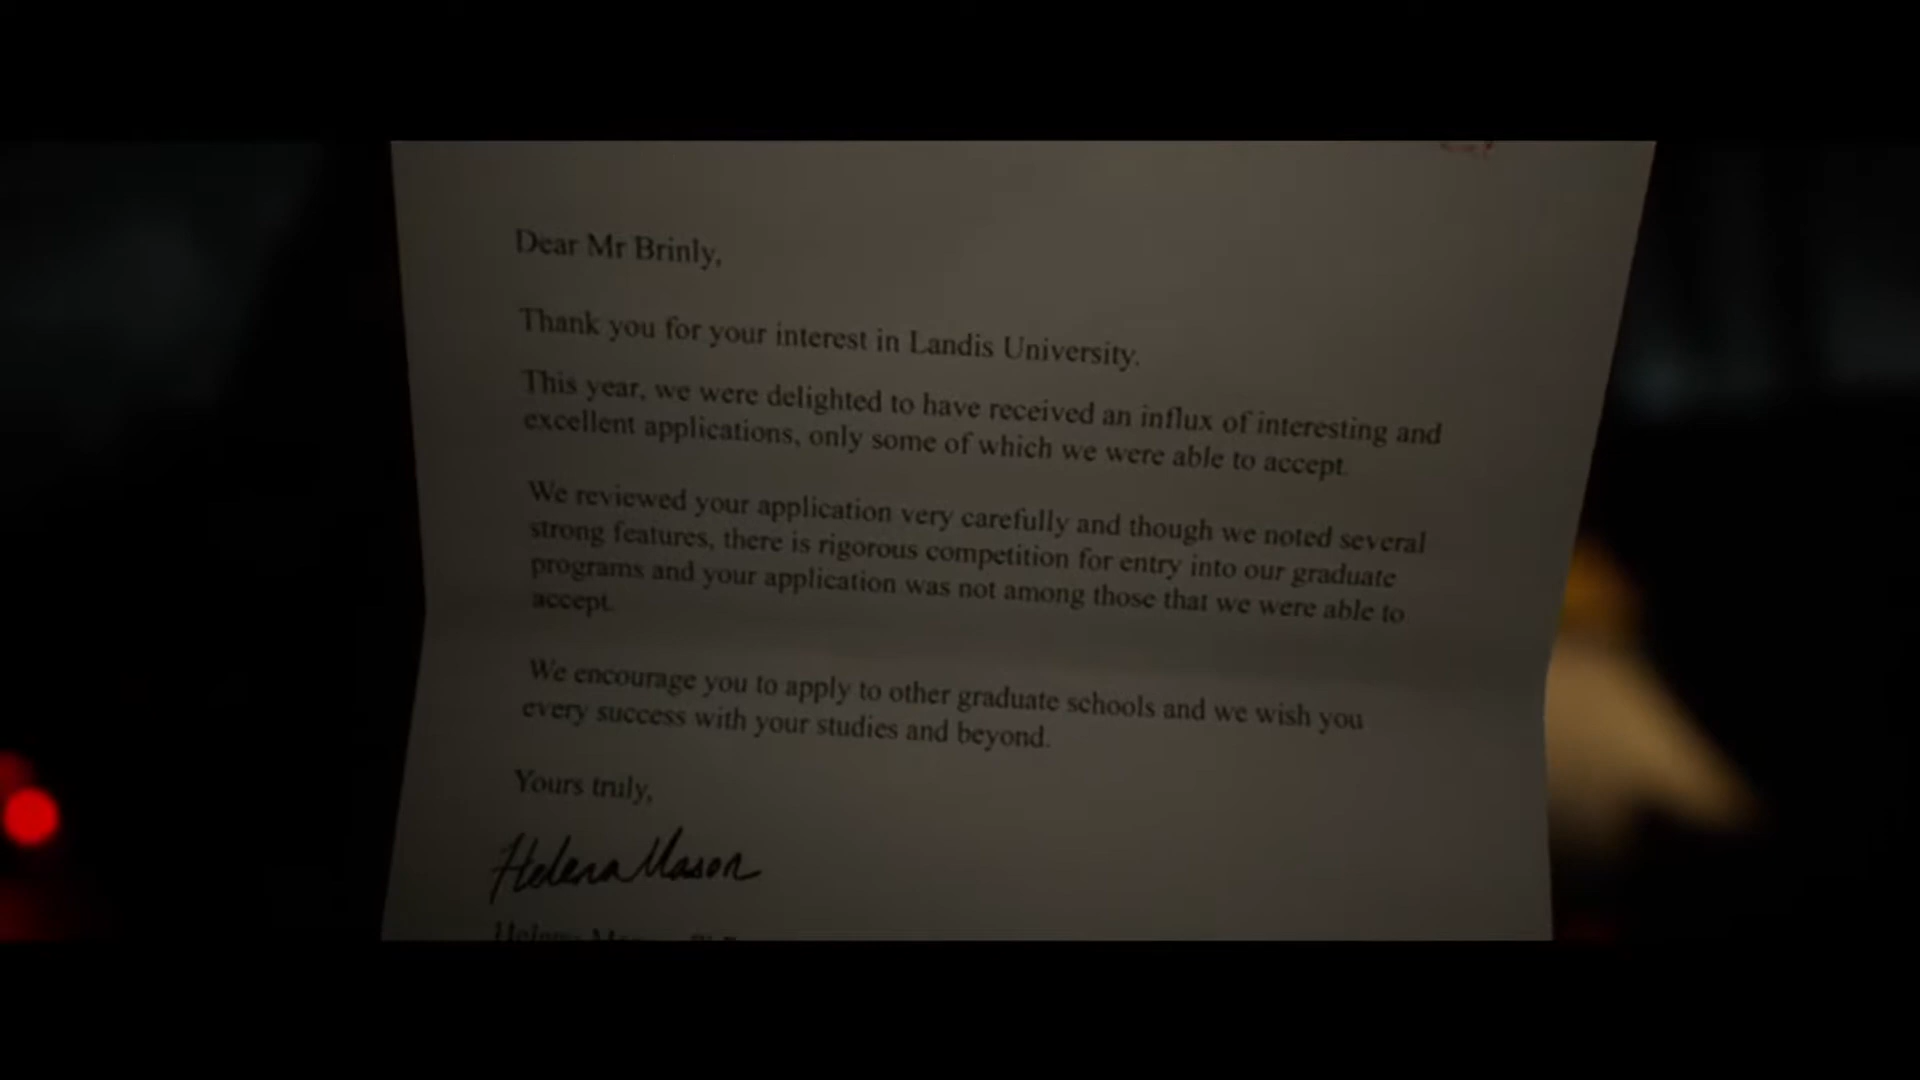 Dear Mr Brinly,
Thank you for your interest in Landis University.
This year, we were delighted to have received an influx of interesting and
excellent applications, only some of which we were able to accept.
We reviewed your application very carefully and though we noted several
strong features, there is rigorous competition for entry into our graduate
programs and your application was not among those that we were able to
accept.
We encourage you to apply to other graduate schools and we wish you
every success with your studies and beyond.
Yours truly,
Helena Mason